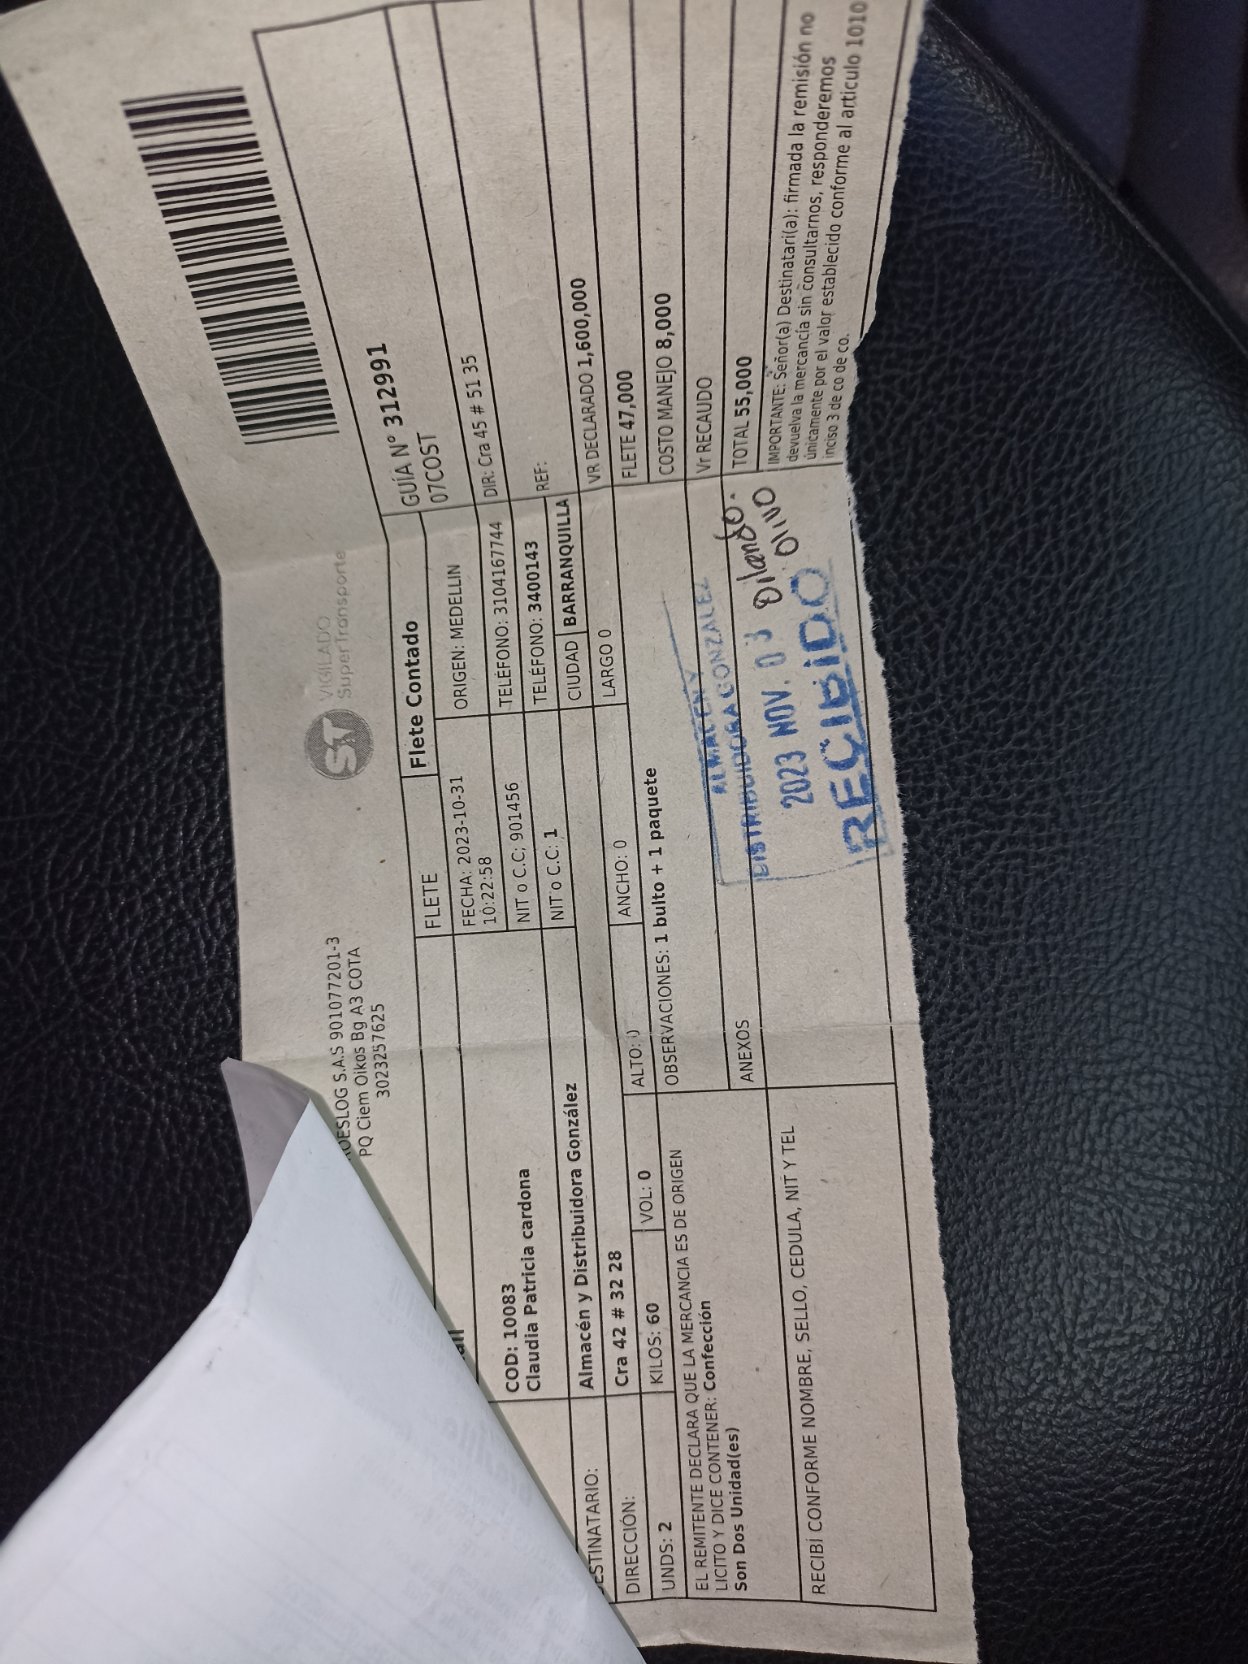 S.A.S 901077201-3
PQ Ciem Oikos Bg A3 COTA
3023257625
ST VIGILADO
SuperTransporte
GUÍA N° 312991
07COST
FLETE Flete Contado
FECHA: 2023-10-31
10:22:58
ORIGEN: MEDELLIN
DIR: Cra 45 # 51 35
COD: 10083
Claudia Patricia cardona
NIT o C.C: 901456
TELÉFONO: 3104167744
NIT o C.C: 1
TELÉFONO: 3400143
REF:
Almacén y Distribuidora González
CIUDAD BARRANQUILLA
VR DECLARADO 1,600,000
DIRECCIÓN: Cra 42 # 32 28
UNDS: 2 KILOS: 60 VOL: 0 ALTO: 0 ANCHO: 0 LARGO 0
FLETE 47,000
EL REMITENTE DECLARA QUE LA MERCANCIA ES DE ORIGEN
LICITO Y DICE CONTENER: Confección
Son Dos Unidad(es)
OBSERVACIONES: 1 bulto + 1 paquete
COSTO MANEJO 8,000
Vr RECAUDO
ANEXOS
TOTAL 55,000
RECIBÍ CONFORME NOMBRE, SELLO, CEDULA, NIT Y TEL
ALMACEN Y
DISTRIBUIDORA GONZALEZ
2023 NOV. 03
RECIBIDO
IMPORTANTE: Señor(a) Destinatari(a): firmada la remisión no
devuelva la mercancía sin consultarnos, responderemos
únicamente por el valor establecido conforme al articulo 1010
inciso 3 de co de co.